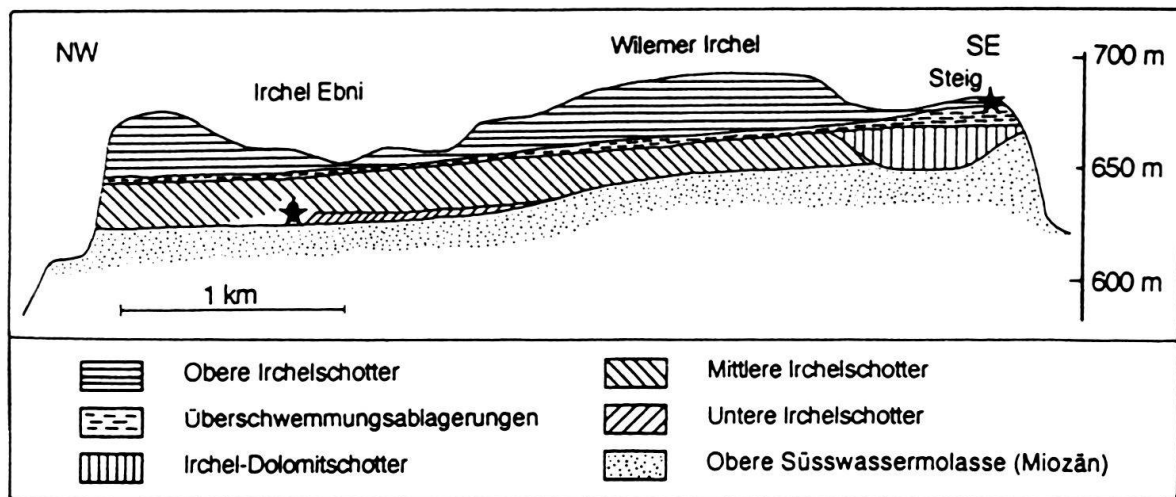 NW
Irchel Ebni
Wilemer Irchel
SE
Steig
700 m
650 m
600 m
1 km
Obere Irchelschotter
Überschwemmungsablagerungen
Irchel-Dolomitschotter
Mittlere Irchelschotter
Untere Irchelschotter
Obere Süsswassermolasse (Miozän)